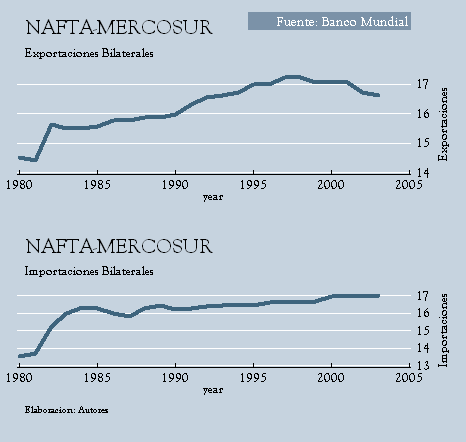 NAFTA-MERCOSUR
Fuente: Banco Mundial
Exportaciones Bilaterales
17
16
15
14
Exportaciones
1980 1985 1990 1995 2000 2005
year
NAFTA-MERCOSUR
Importaciones Bilaterales
17
16
15
14
13
Importaciones
1980 1985 1990 1995 2000 2005
year
Elaboracion: Autores